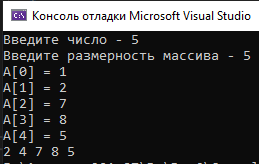 Консоль отладки Microsoft Visual Studio
Введите число - 5
Введите размерность массива - 5
A[0] = 1
A[1] = 2
A[2] = 7
A[3] = 8
A[4] = 5
2 4 7 8 5